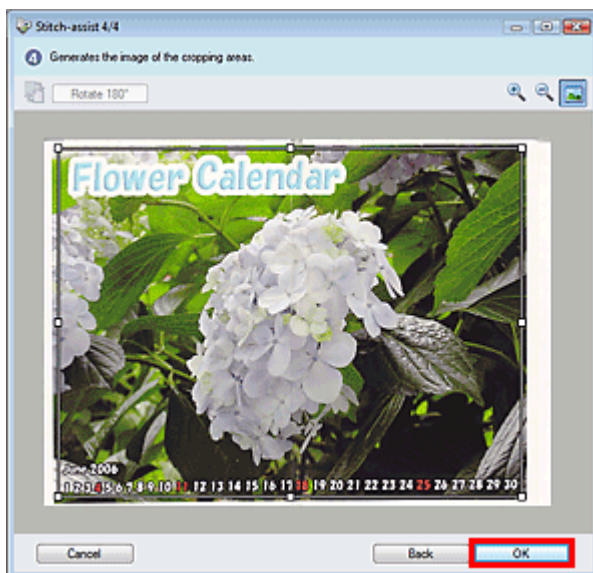 Stitch-assist 4/4
4 Generates the image of the cropping areas.
Rotate 180°
Flower Calendar
June-2006
1 2 3 4 5 6 7 8 9 10 11 12 13 14 15 16 17 18 19 20 21 22 23 24 25 26 27 28 29 30
Cancel Back OK